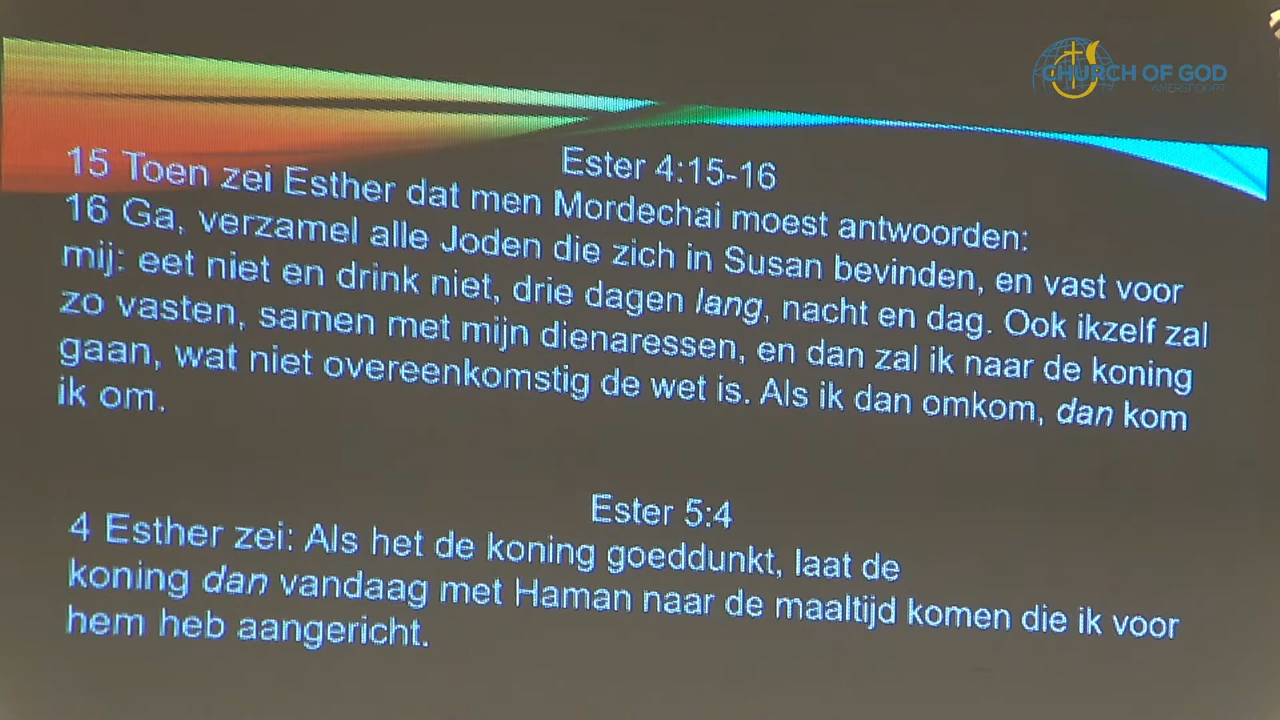 CHURCH OF GOD
AMERSFOORT
Ester 4:15-16
15 Toen zei Esther dat men Mordechai moest antwoorden:
16 Ga, verzamel alle Joden die zich in Susan bevinden, en vast voor
mij: eet niet en drink niet, drie dagen lang, nacht en dag. Ook ikzelf zal
zo vasten, samen met mijn dienaressen, en dan zal ik naar de koning
gaan, wat niet overeenkomstig de wet is. Als ik dan omkom, dan kom
ik om.
Ester 5:4
4 Esther zei: Als het de koning goeddunkt, laat de
koning dan vandaag met Haman naar de maaltijd komen die ik voor
hem heb aangericht.